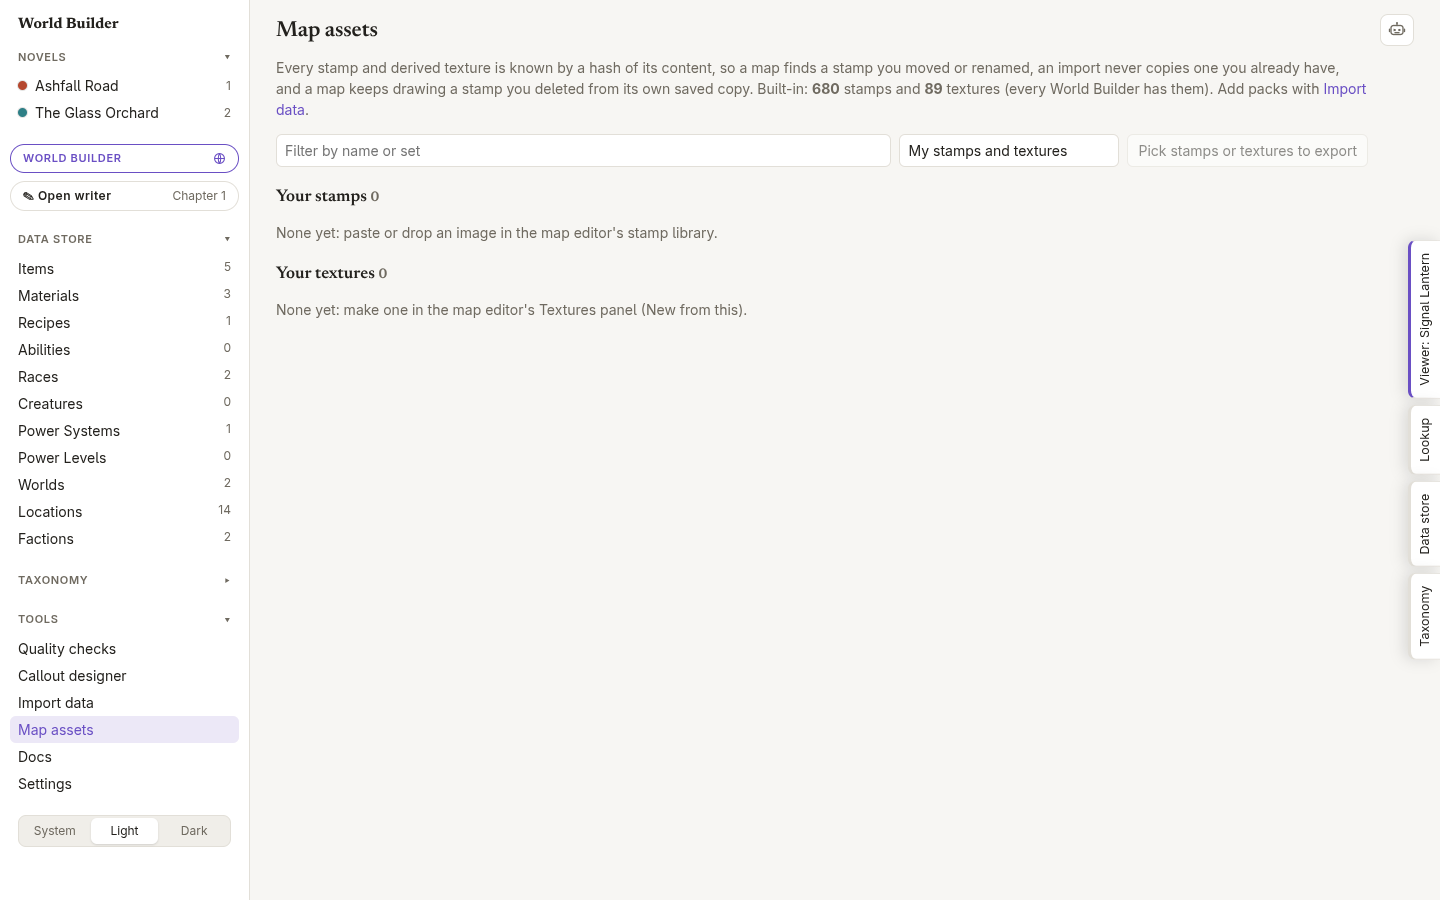 World Builder
NOVELS
Ashfall Road 1
The Glass Orchard 2
WORLD BUILDER
Open writer Chapter 1
DATA STORE
Items 5
Materials 3
Recipes 1
Abilities 0
Races 2
Creatures 0
Power Systems 1
Power Levels 0
Worlds 2
Locations 14
Factions 2
TAXONOMY
TOOLS
Quality checks
Callout designer
Import data
Map assets
Docs
Settings
System Light Dark
Map assets
Every stamp and derived texture is known by a hash of its content, so a map finds a stamp you moved or renamed, an import never copies one you already have,
and a map keeps drawing a stamp you deleted from its own saved copy. Built-in: 680 stamps and 89 textures (every World Builder has them). Add packs with Import
data.
Filter by name or set
My stamps and textures
Pick stamps or textures to export
Your stamps 0
None yet: paste or drop an image in the map editor's stamp library.
Your textures 0
None yet: make one in the map editor's Textures panel (New from this).
Viewer: Signal Lantern
Lookup
Data store
Taxonomy